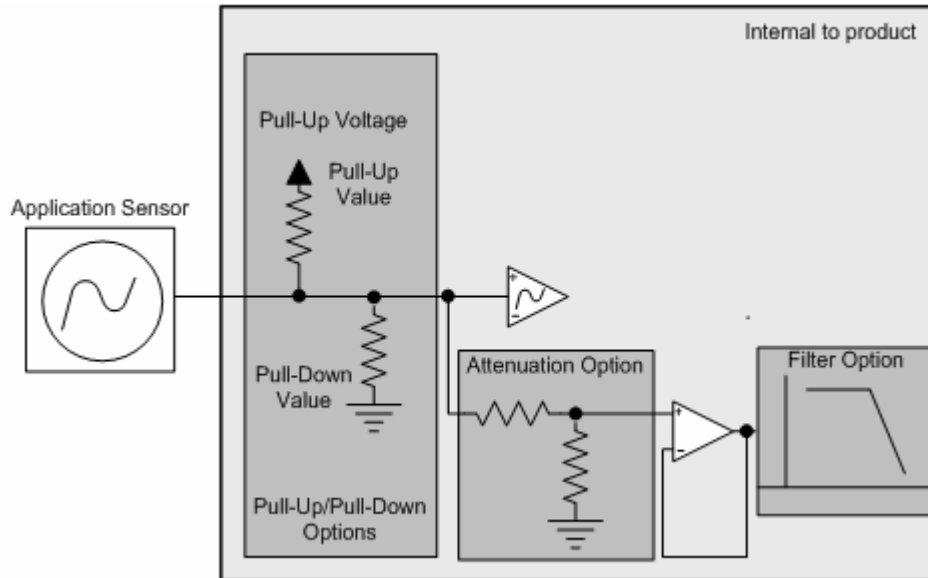 Internal to product
Pull-Up Voltage
Pull-Up
Value
Application Sensor
+
-
Pull-Down
Value
Attenuation Option
Filter Option
+
-
Pull-Up/Pull-Down
Options